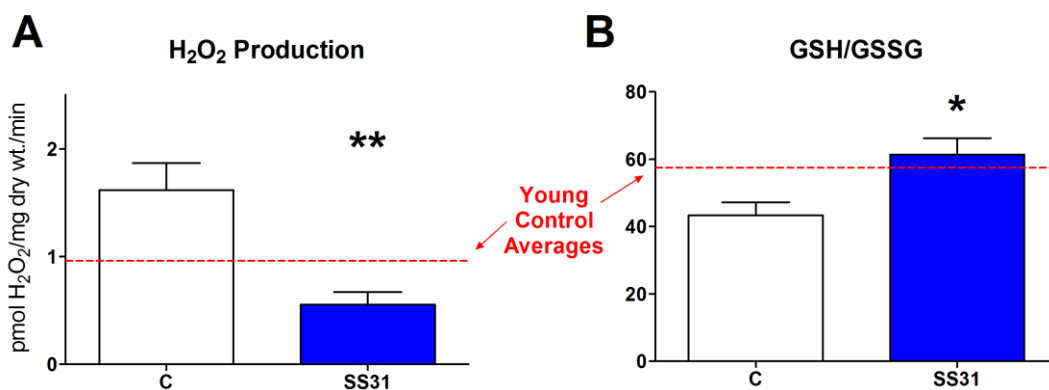 A
H₂O₂ Production
pmol H₂O₂/mg dry wt./min
2
1
0
**
C
SS31
Young
Control
Averages
B
GSH/GSSG
80
60
40
20
0
*
C
SS31